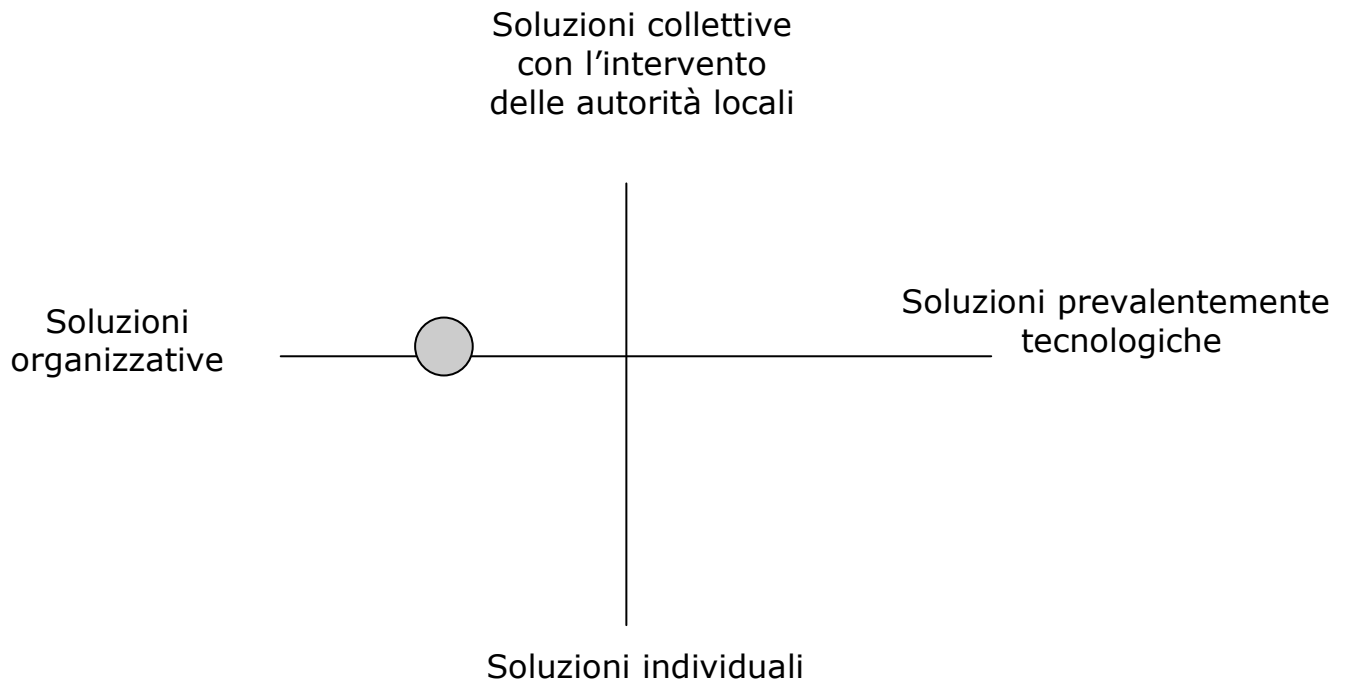 Soluzioni collettive
con l’intervento
delle autorità locali
Soluzioni
organizzative
Soluzioni prevalentemente
tecnologiche
Soluzioni individuali